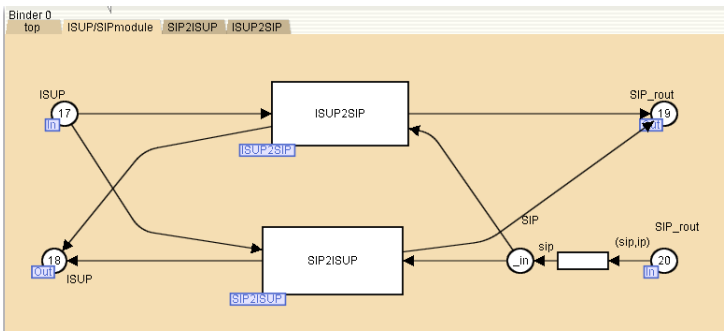 Binder 0
top ISUP/SIPmodule SIP2ISUP ISUP2SIP
ISUP
17
In
ISUP2SIP
ISUP2SIP
SIP_rout
19
Out
SIP
SIP_rout
18
Out
ISUP
SIP2ISUP
SIP2ISUP
_in
sip
(sip,ip)
20
In